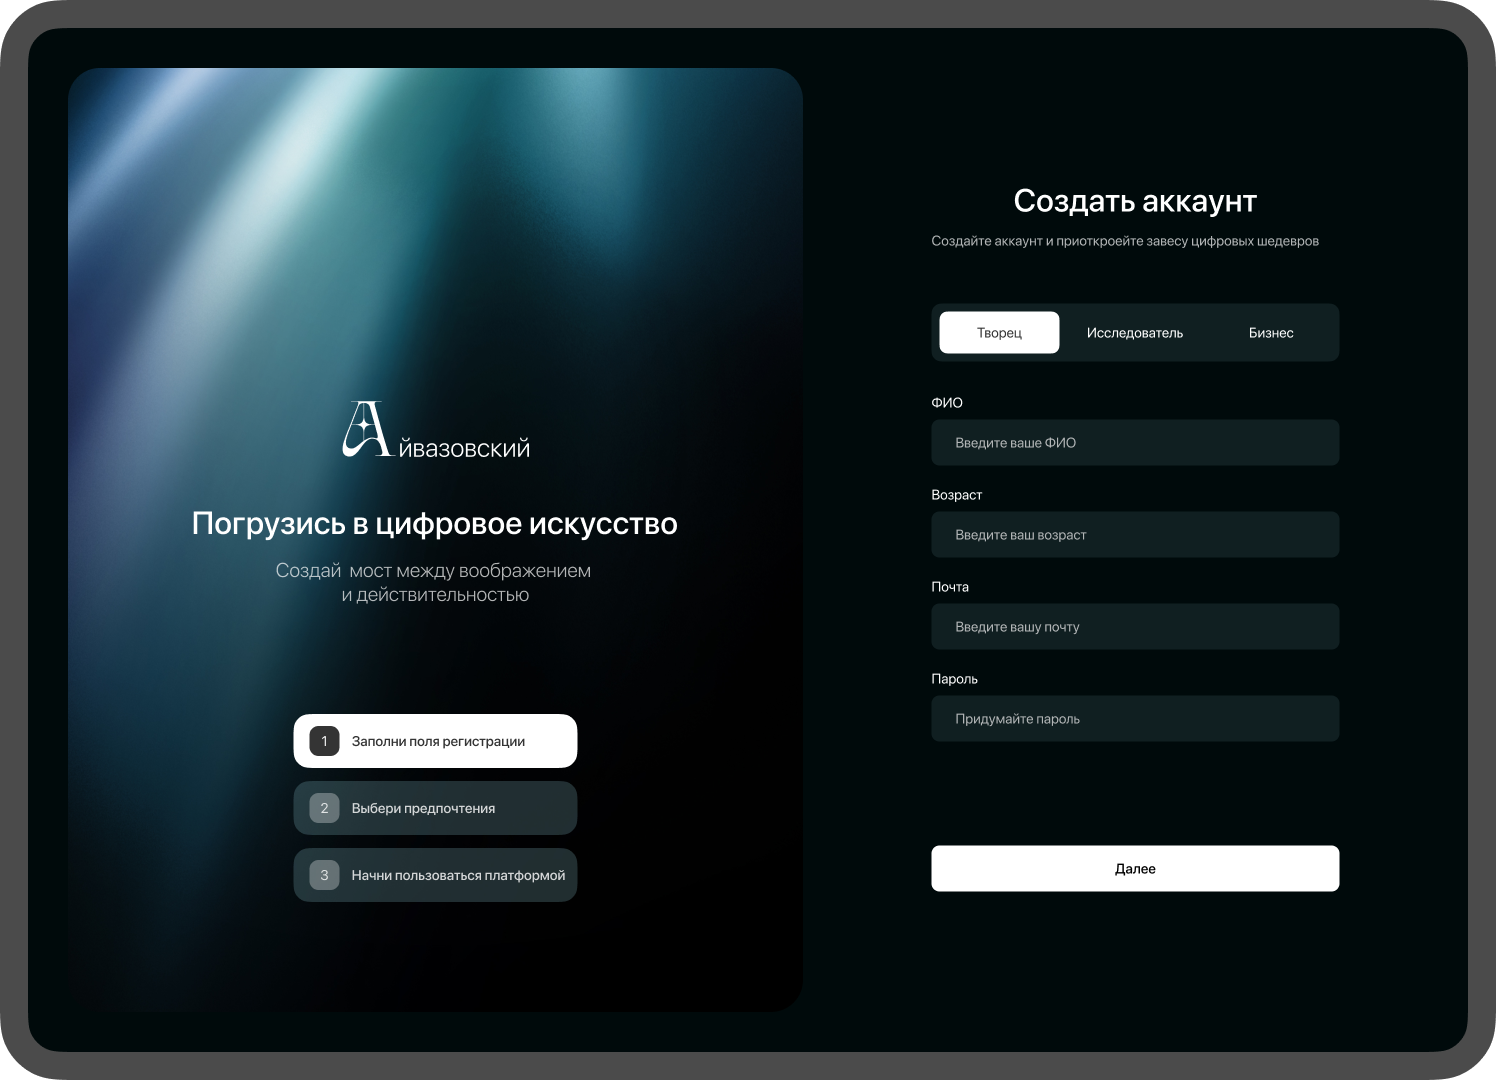 Айвазовский
Погрузись в цифровое искусство
Создай мост между воображением
и действительностью
1 Заполни поля регистрации
2 Выбери предпочтения
3 Начни пользоваться платформой
Создать аккаунт
Создайте аккаунт и приоткроейте завесу цифровых шедевров
Творец Исследователь Бизнес
ФИО
Введите ваше ФИО
Возраст
Введите ваш возраст
Почта
Введите вашу почту
Пароль
Придумайте пароль
Далее